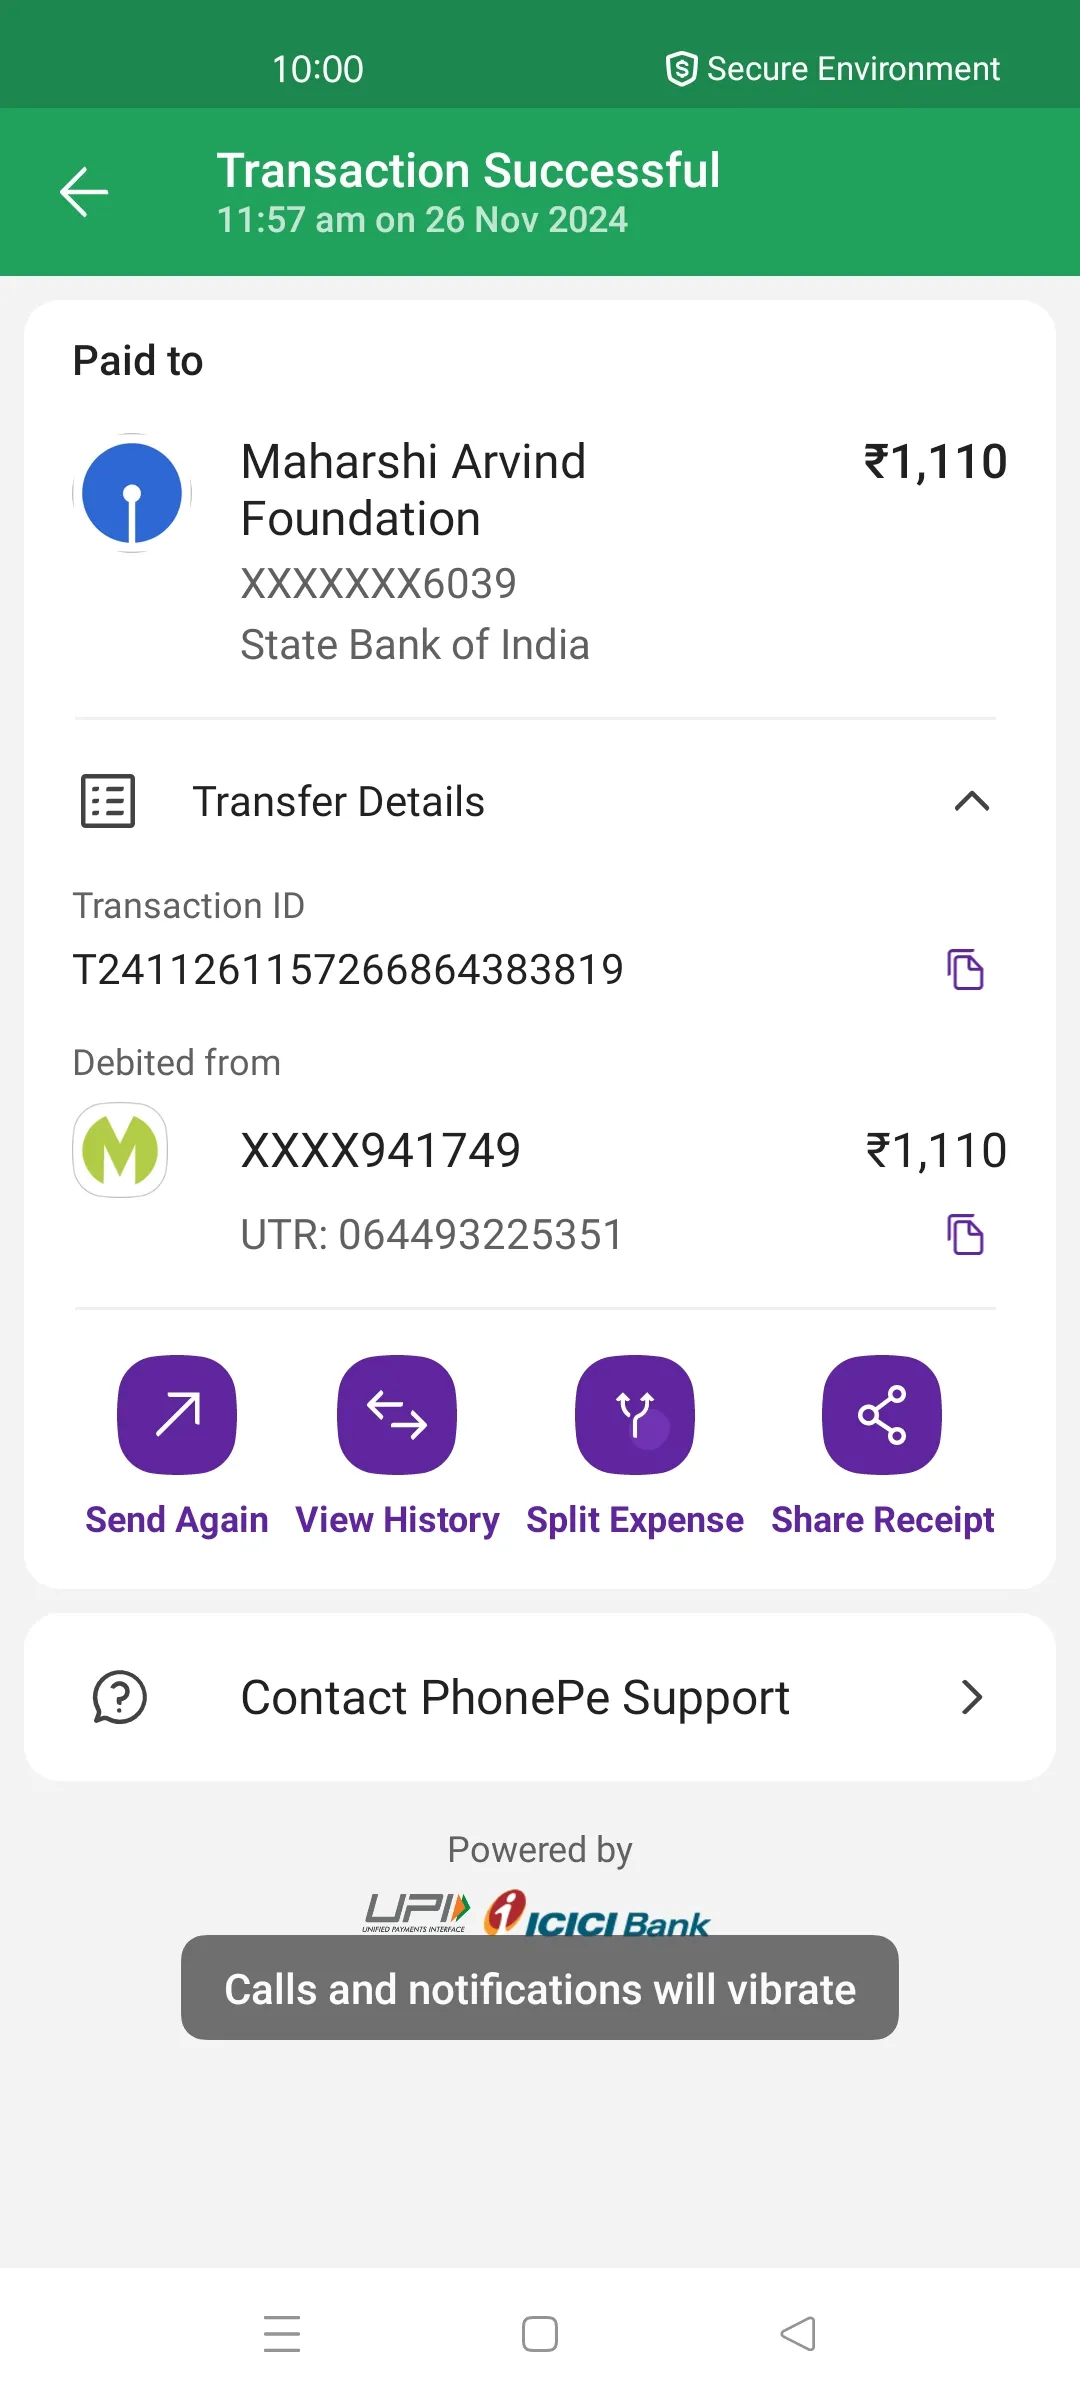 10:00
Secure Environment
Transaction Successful
11:57 am on 26 Nov 2024
Paid to
Maharshi Arvind ₹1,110
Foundation
XXXXXXX6039
State Bank of India
Transfer Details
Transaction ID
T2411261157266864383819
Debited from
XXXX941749 ₹1,110
UTR: 064493225351
Send Again View History Split Expense Share Receipt
Contact PhonePe Support
Powered by
UPI ICICI Bank
UNIFIED PAYMENTS INTERFACE
Calls and notifications will vibrate